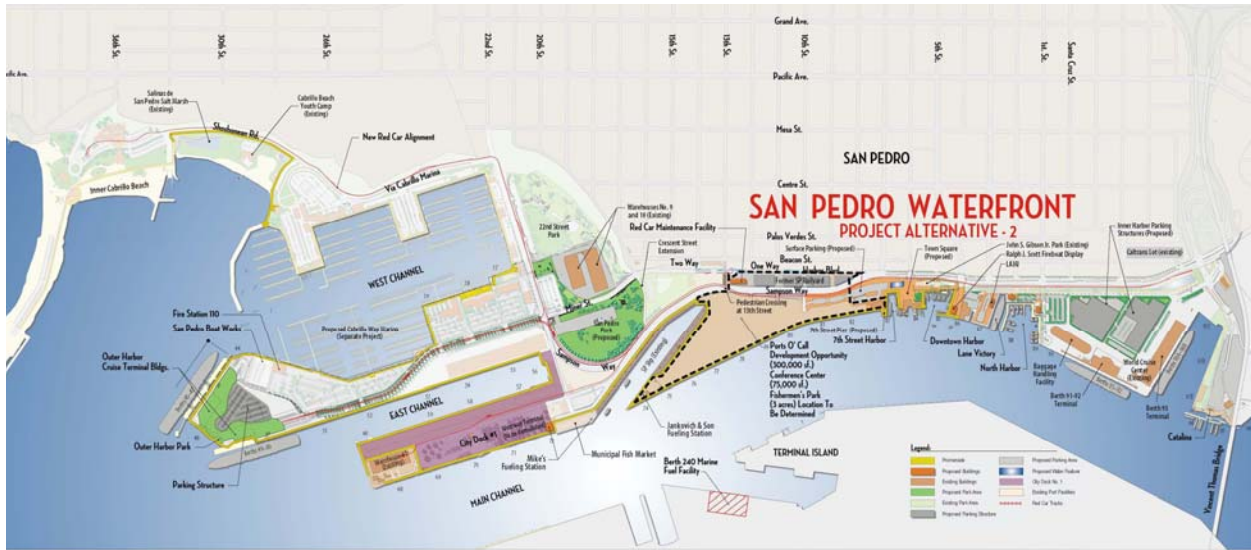 Grand Ave.
36th St.
30th St.
26th St.
22nd St.
20th St.
15th St.
13th St.
10th St.
5th St.
1st. St.
Santa Cruz St.
Pacific Ave.
Mesa St.
Centre St.
SAN PEDRO
SAN PEDRO WATERFRONT
PROJECT ALTERNATIVE - 2
Salinas de
San Pedro Salt Marsh
(Existing)
Cabrillo Beach
Youth Camp
(Existing)
Shoshonean Rd.
New Red Car Alignment
Via Cabrillo Marina
Inner Cabrillo Beach
22nd Street
Park
Warehouses No. 9
and 10 (Existing)
Red Car Maintenance Facility
Crescent Street
Extension
Two Way
Palos Verdes St.
Surface Parking (Proposed)
Beacon St.
One Way
Harbor Blvd.
Former SP Railyard
Sampson Way
Pedestrian Crossing
at 13th Street
Town Square
(Proposed)
John S. Gibson Jr. Park (Existing)
Ralph J. Scott Fireboat Display
Inner Harbor Parking
Structures (Proposed)
Caltrans Lot (existing)
WEST CHANNEL
Proposed Cabrillo Way Marina
(Separate Project)
Miner St.
San Pedro
Park
(Proposed)
Sampson
Way
SP Slip (Existing)
7th Street Pier (Proposed)
7th Street Harbor
Downtown Harbor
Lane Victory
North Harbor
Baggage
Handling
Facility
World Cruise
Center
(Existing)
Berth 91-92
Terminal
Berth 93
Terminal
Catalina
Vincent Thomas Bridge
Ports O' Call
Development Opportunity
(300,000 sf.)
Conference Center
(75,000 sf.)
Fishermen's Park
(3 acres) Location To
Be Determined
Fire Station 110
San Pedro Boat Works
Outer Harbor
Cruise Terminal Bldgs.
Outer Harbor Park
Parking Structure
EAST CHANNEL
City Dock #1
Mike's
Fueling Station
Municipal Fish Market
Jankovich & Son
Fueling Station
Berth 240 Marine
Fuel Facility
TERMINAL ISLAND
MAIN CHANNEL
Legend:
Promenade
Proposed Buildings
Existing Buildings
Proposed Park Area
Existing Park Area
Proposed Parking Structure
Proposed Parking Area
Proposed Water Feature
City Dock No. 1
Existing Port Facilities
Red Car Tracks